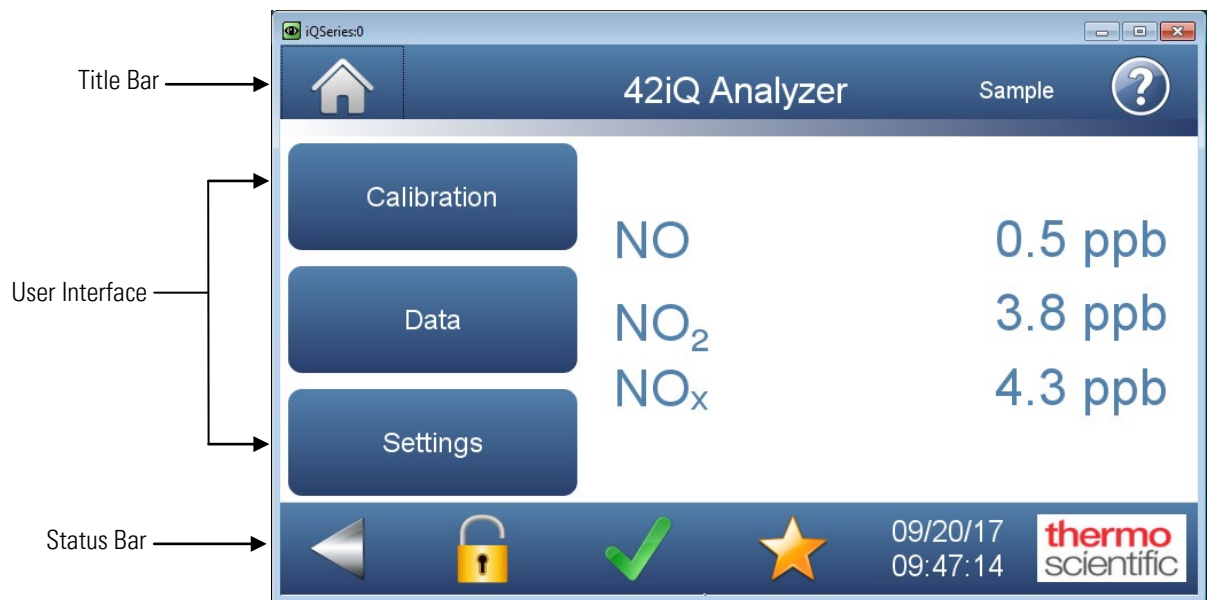 iQSeries:0
Title Bar
42iQ Analyzer
Sample
?
Calibration
NO 0.5 ppb
User Interface
Data
NO₂ 3.8 ppb
NOₓ 4.3 ppb
Settings
Status Bar
09/20/17
09:47:14
thermo
scientific